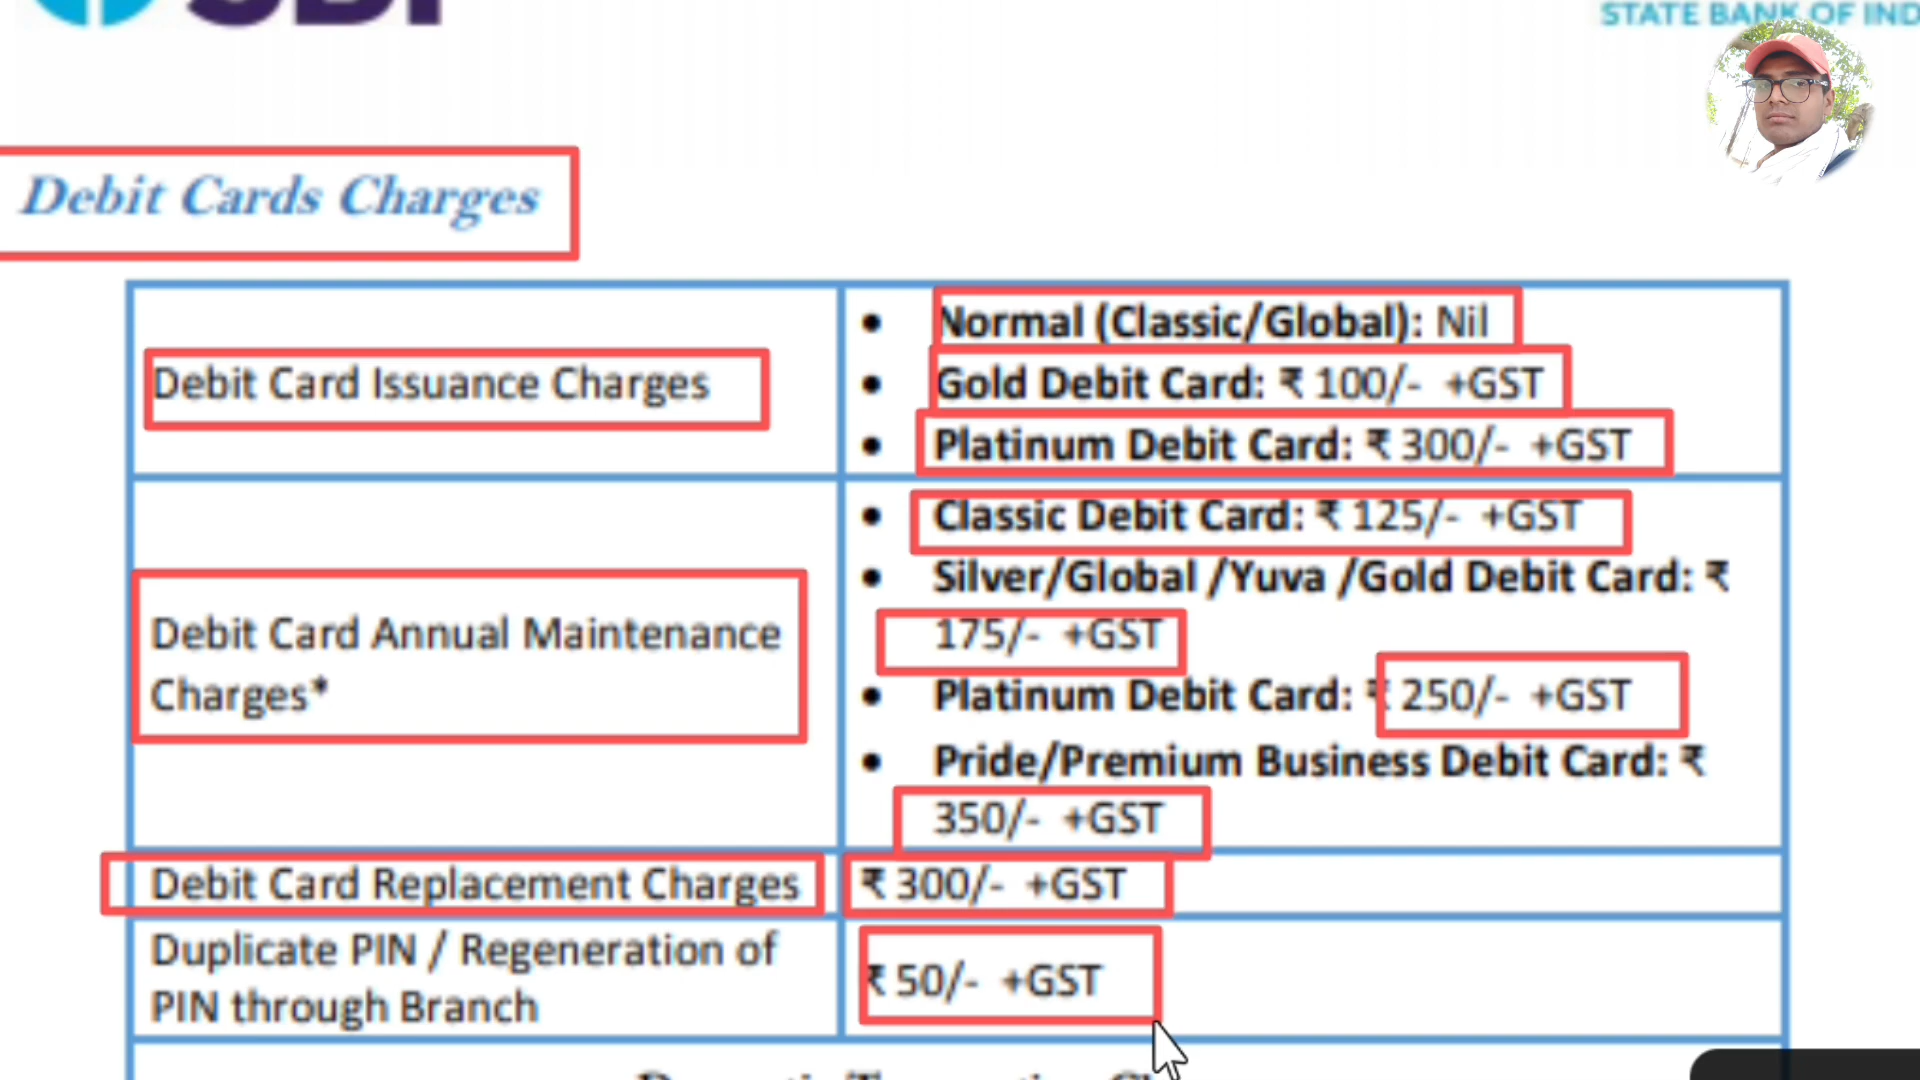 SBI
STATE BANK OF IND
Debit Cards Charges
Debit Card Issuance Charges
• Normal (Classic/Global): Nil
• Gold Debit Card: ₹ 100/- +GST
• Platinum Debit Card: ₹ 300/- +GST
Debit Card Annual Maintenance
Charges*
• Classic Debit Card: ₹ 125/- +GST
• Silver/Global /Yuva /Gold Debit Card: ₹
175/- +GST
• Platinum Debit Card: ₹ 250/- +GST
• Pride/Premium Business Debit Card: ₹
350/- +GST
Debit Card Replacement Charges
₹ 300/- +GST
Duplicate PIN / Regeneration of
PIN through Branch
₹ 50/- +GST